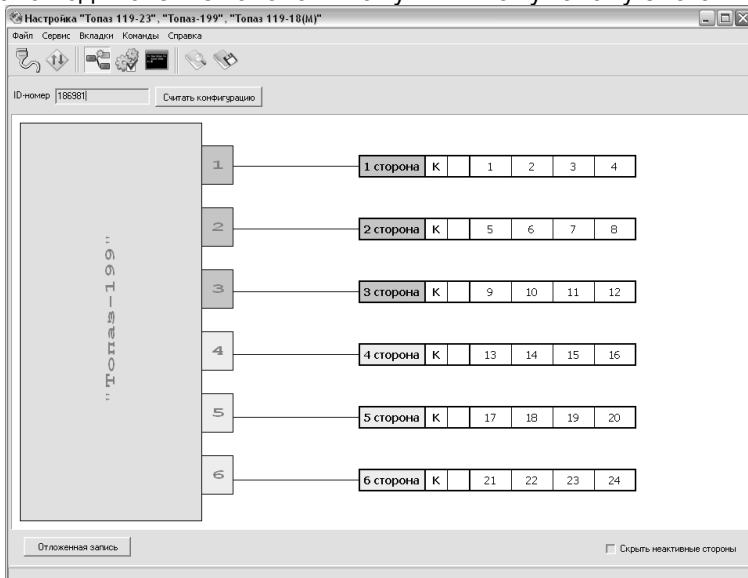 Настройка "Топаз 119-23", "Топаз-199", "Топаз 119-18(М)"
Файл Сервис Вкладки Команды Справка
ID-номер 186981 Считать конфигурацию
"Топаз-199"
1 1 сторона К 1 2 3 4
2 2 сторона К 5 6 7 8
3 3 сторона К 9 10 11 12
4 4 сторона К 13 14 15 16
5 5 сторона К 17 18 19 20
6 6 сторона К 21 22 23 24
Отложенная запись Скрыть неактивные стороны